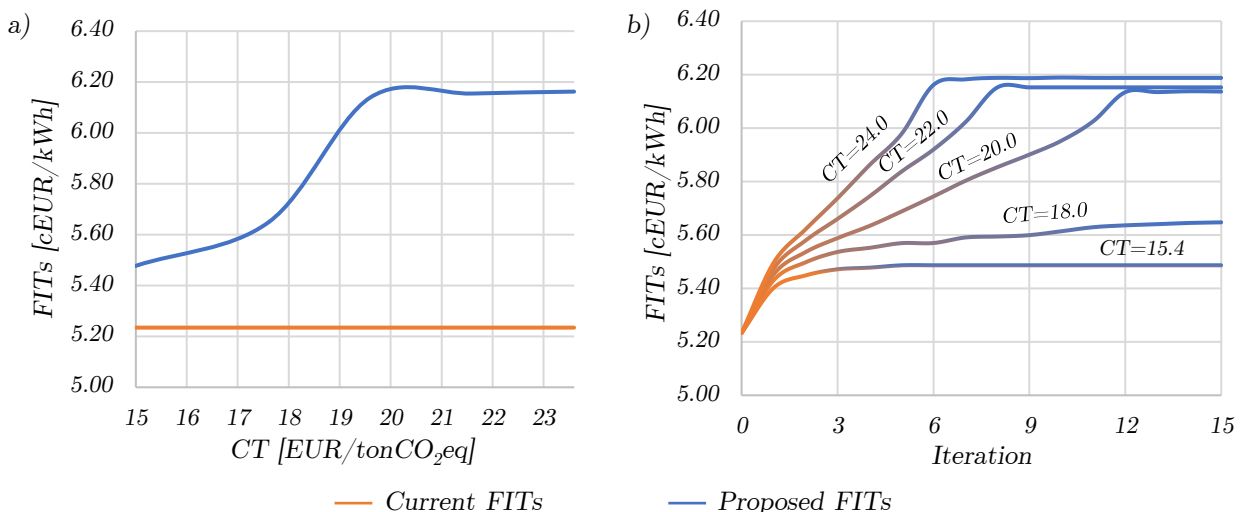 a)
FITs [cEUR/kWh]
6.40
6.20
6.00
5.80
5.60
5.40
5.20
5.00
15 16 17 18 19 20 21 22 23
CT [EUR/tonCO₂eq]
b)
FITs [cEUR/kWh]
6.40
6.20
6.00
5.80
5.60
5.40
5.20
5.00
CT=24.0
CT=22.0
CT=20.0
CT=18.0
CT=15.4
0 3 6 9 12 15
Iteration
Current FITs Proposed FITs